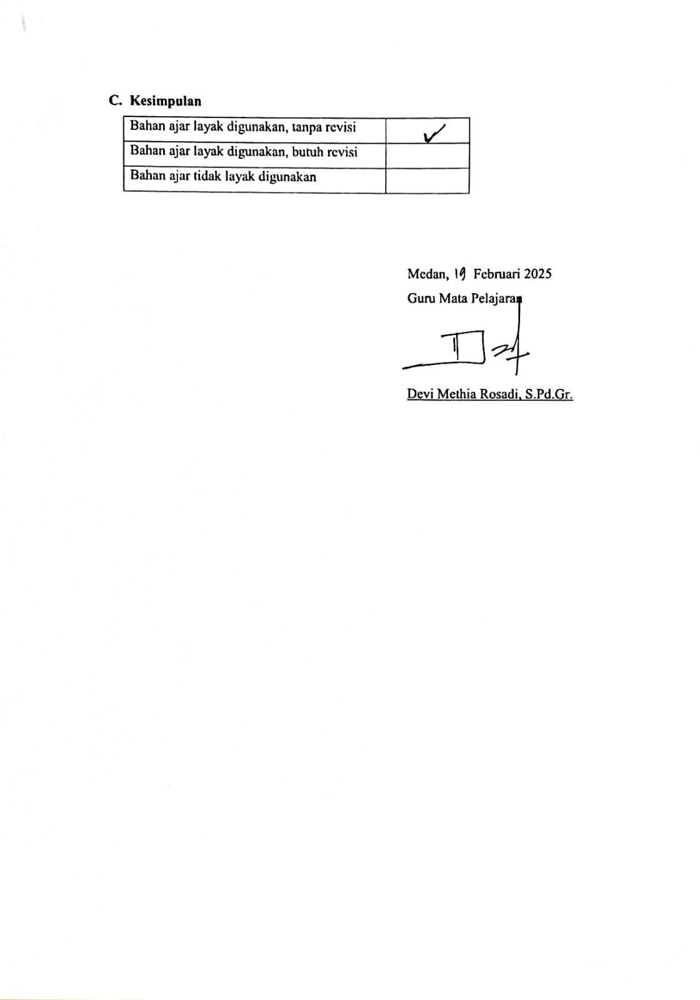 C. Kesimpulan
Bahan ajar layak digunakan, tanpa revisi ✓
Bahan ajar layak digunakan, butuh revisi
Bahan ajar tidak layak digunakan
Medan, 19 Februari 2025
Guru Mata Pelajaran
Devi Methia Rosadi, S.Pd.Gr.